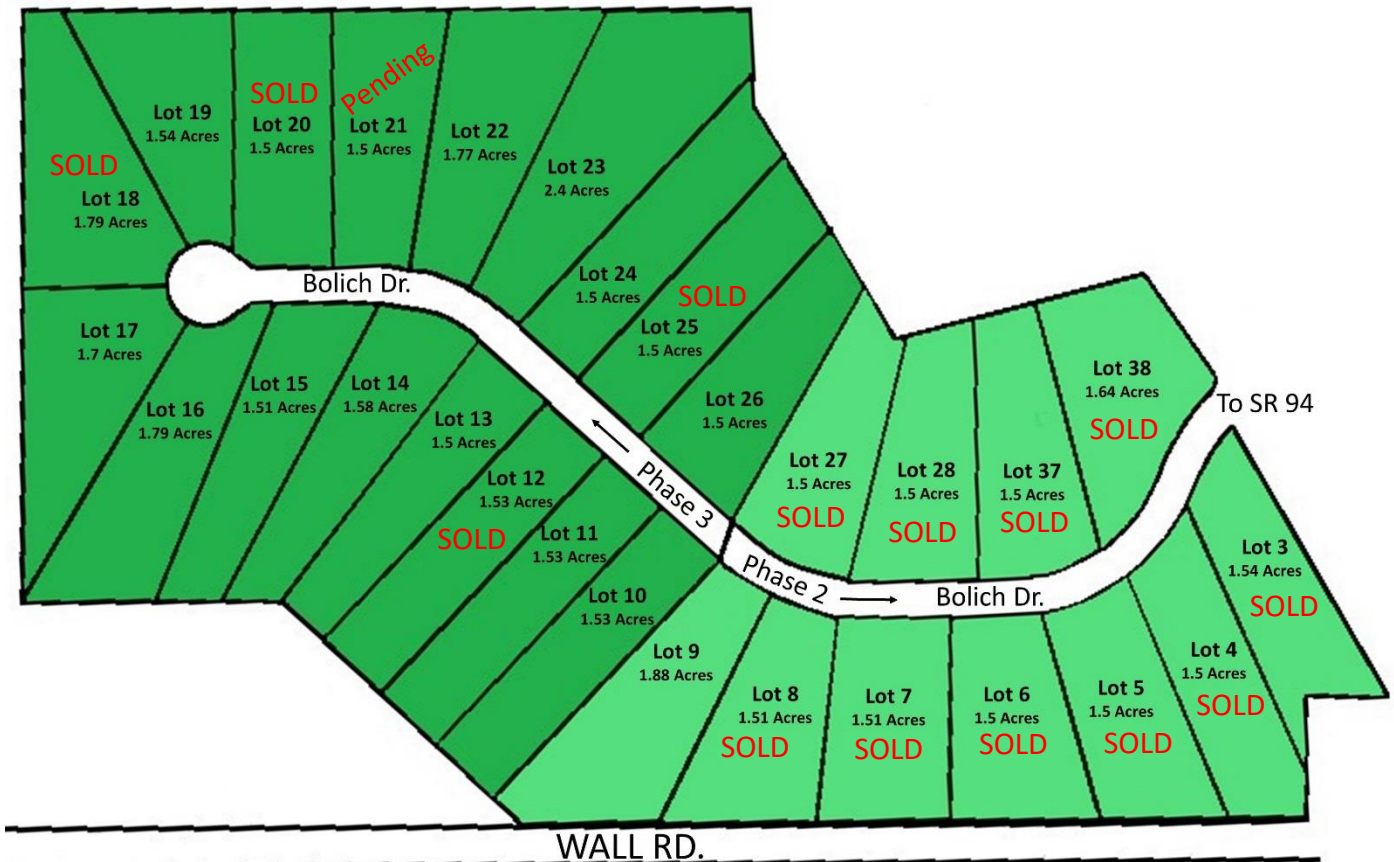 SOLD
Lot 18
1.79 Acres
Lot 19
1.54 Acres
SOLD
Lot 20
1.5 Acres
Pending
Lot 21
1.5 Acres
Lot 22
1.77 Acres
Lot 23
2.4 Acres
Lot 24
1.5 Acres
SOLD
Lot 25
1.5 Acres
Lot 26
1.5 Acres
Bolich Dr.
Lot 17
1.7 Acres
Lot 16
1.79 Acres
Lot 15
1.51 Acres
Lot 14
1.58 Acres
Lot 13
1.5 Acres
Lot 12
1.53 Acres
SOLD
Lot 11
1.53 Acres
Lot 10
1.53 Acres
Phase 3
Lot 27
1.5 Acres
SOLD
Lot 28
1.5 Acres
SOLD
Lot 37
1.5 Acres
SOLD
Lot 38
1.64 Acres
SOLD
To SR 94
Phase 2
Bolich Dr.
Lot 9
1.88 Acres
Lot 8
1.51 Acres
SOLD
Lot 7
1.51 Acres
SOLD
Lot 6
1.5 Acres
SOLD
Lot 5
1.5 Acres
SOLD
Lot 4
1.5 Acres
SOLD
Lot 3
1.54 Acres
SOLD
WALL RD.